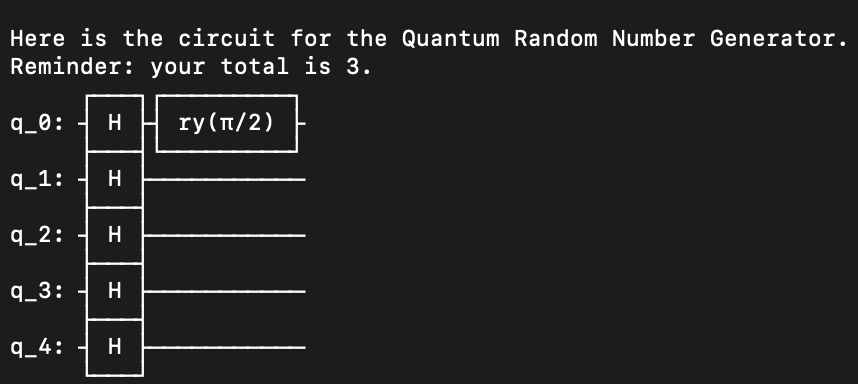 Here is the circuit for the Quantum Random Number Generator.
Reminder: your total is 3.
q_0: H ry(π/2)
q_1: H
q_2: H
q_3: H
q_4: H